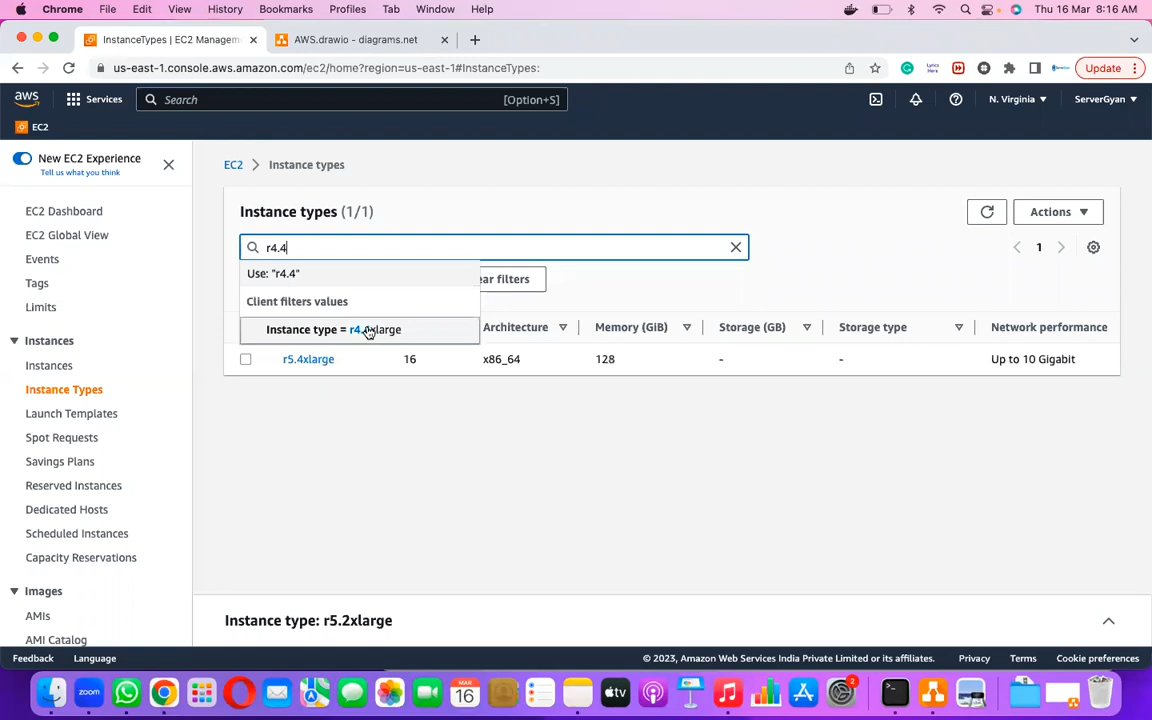 Chrome File Edit View History Bookmarks Profiles Tab Window Help Thu 16 Mar 8:16 AM
InstanceTypes | EC2 Managemen AWS.drawio - diagrams.net
us-east-1.console.aws.amazon.com/ec2/home?region=us-east-1#InstanceTypes: Update
aws Services Search [Option+S] N. Virginia ServerGyan
EC2
New EC2 Experience
Tell us what you think
EC2 Dashboard
EC2 Global View
Events
Tags
Limits
Instances
Instances
Instance Types
Launch Templates
Spot Requests
Savings Plans
Reserved Instances
Dedicated Hosts
Scheduled Instances
Capacity Reservations
Images
AMIs
AMI Catalog
EC2 > Instance types
Instance types (1/1) Actions
r4.4 1
Use: "r4.4" ear filters
Client filters values
Instance type = r4. xlarge Architecture Memory (GiB) Storage (GB) Storage type Network performance
r5.4xlarge 16 x86_64 128 - - Up to 10 Gigabit
Instance type: r5.2xlarge
Feedback Language © 2023, Amazon Web Services India Private Limited or its affiliates. Privacy Terms Cookie preferences
zoom MAR 16 tv 2